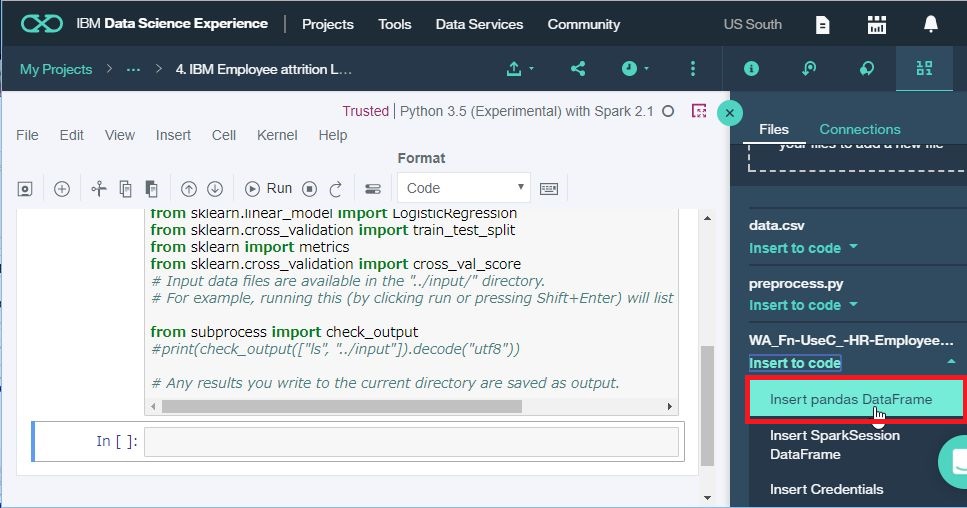 IBM Data Science Experience Projects Tools Data Services Community US South
My Projects > ... > 4. IBM Employee attrition L...
Trusted | Python 3.5 (Experimental) with Spark 2.1
File Edit View Insert Cell Kernel Help
Format
Run Code
from sklearn.linear_model import LogisticRegression
from sklearn.cross_validation import train_test_split
from sklearn import metrics
from sklearn.cross_validation import cross_val_score
# Input data files are available in the "../input/" directory.
# For example, running this (by clicking run or pressing Shift+Enter) will list
from subprocess import check_output
#print(check_output(["ls", "../input"]).decode("utf8"))
# Any results you write to the current directory are saved as output.
In [ ]:
Files Connections
your files to add a new file
data.csv
Insert to code
preprocess.py
Insert to code
WA_Fn-UseC_-HR-Employee...
Insert to code
Insert pandas DataFrame
Insert SparkSession
DataFrame
Insert Credentials